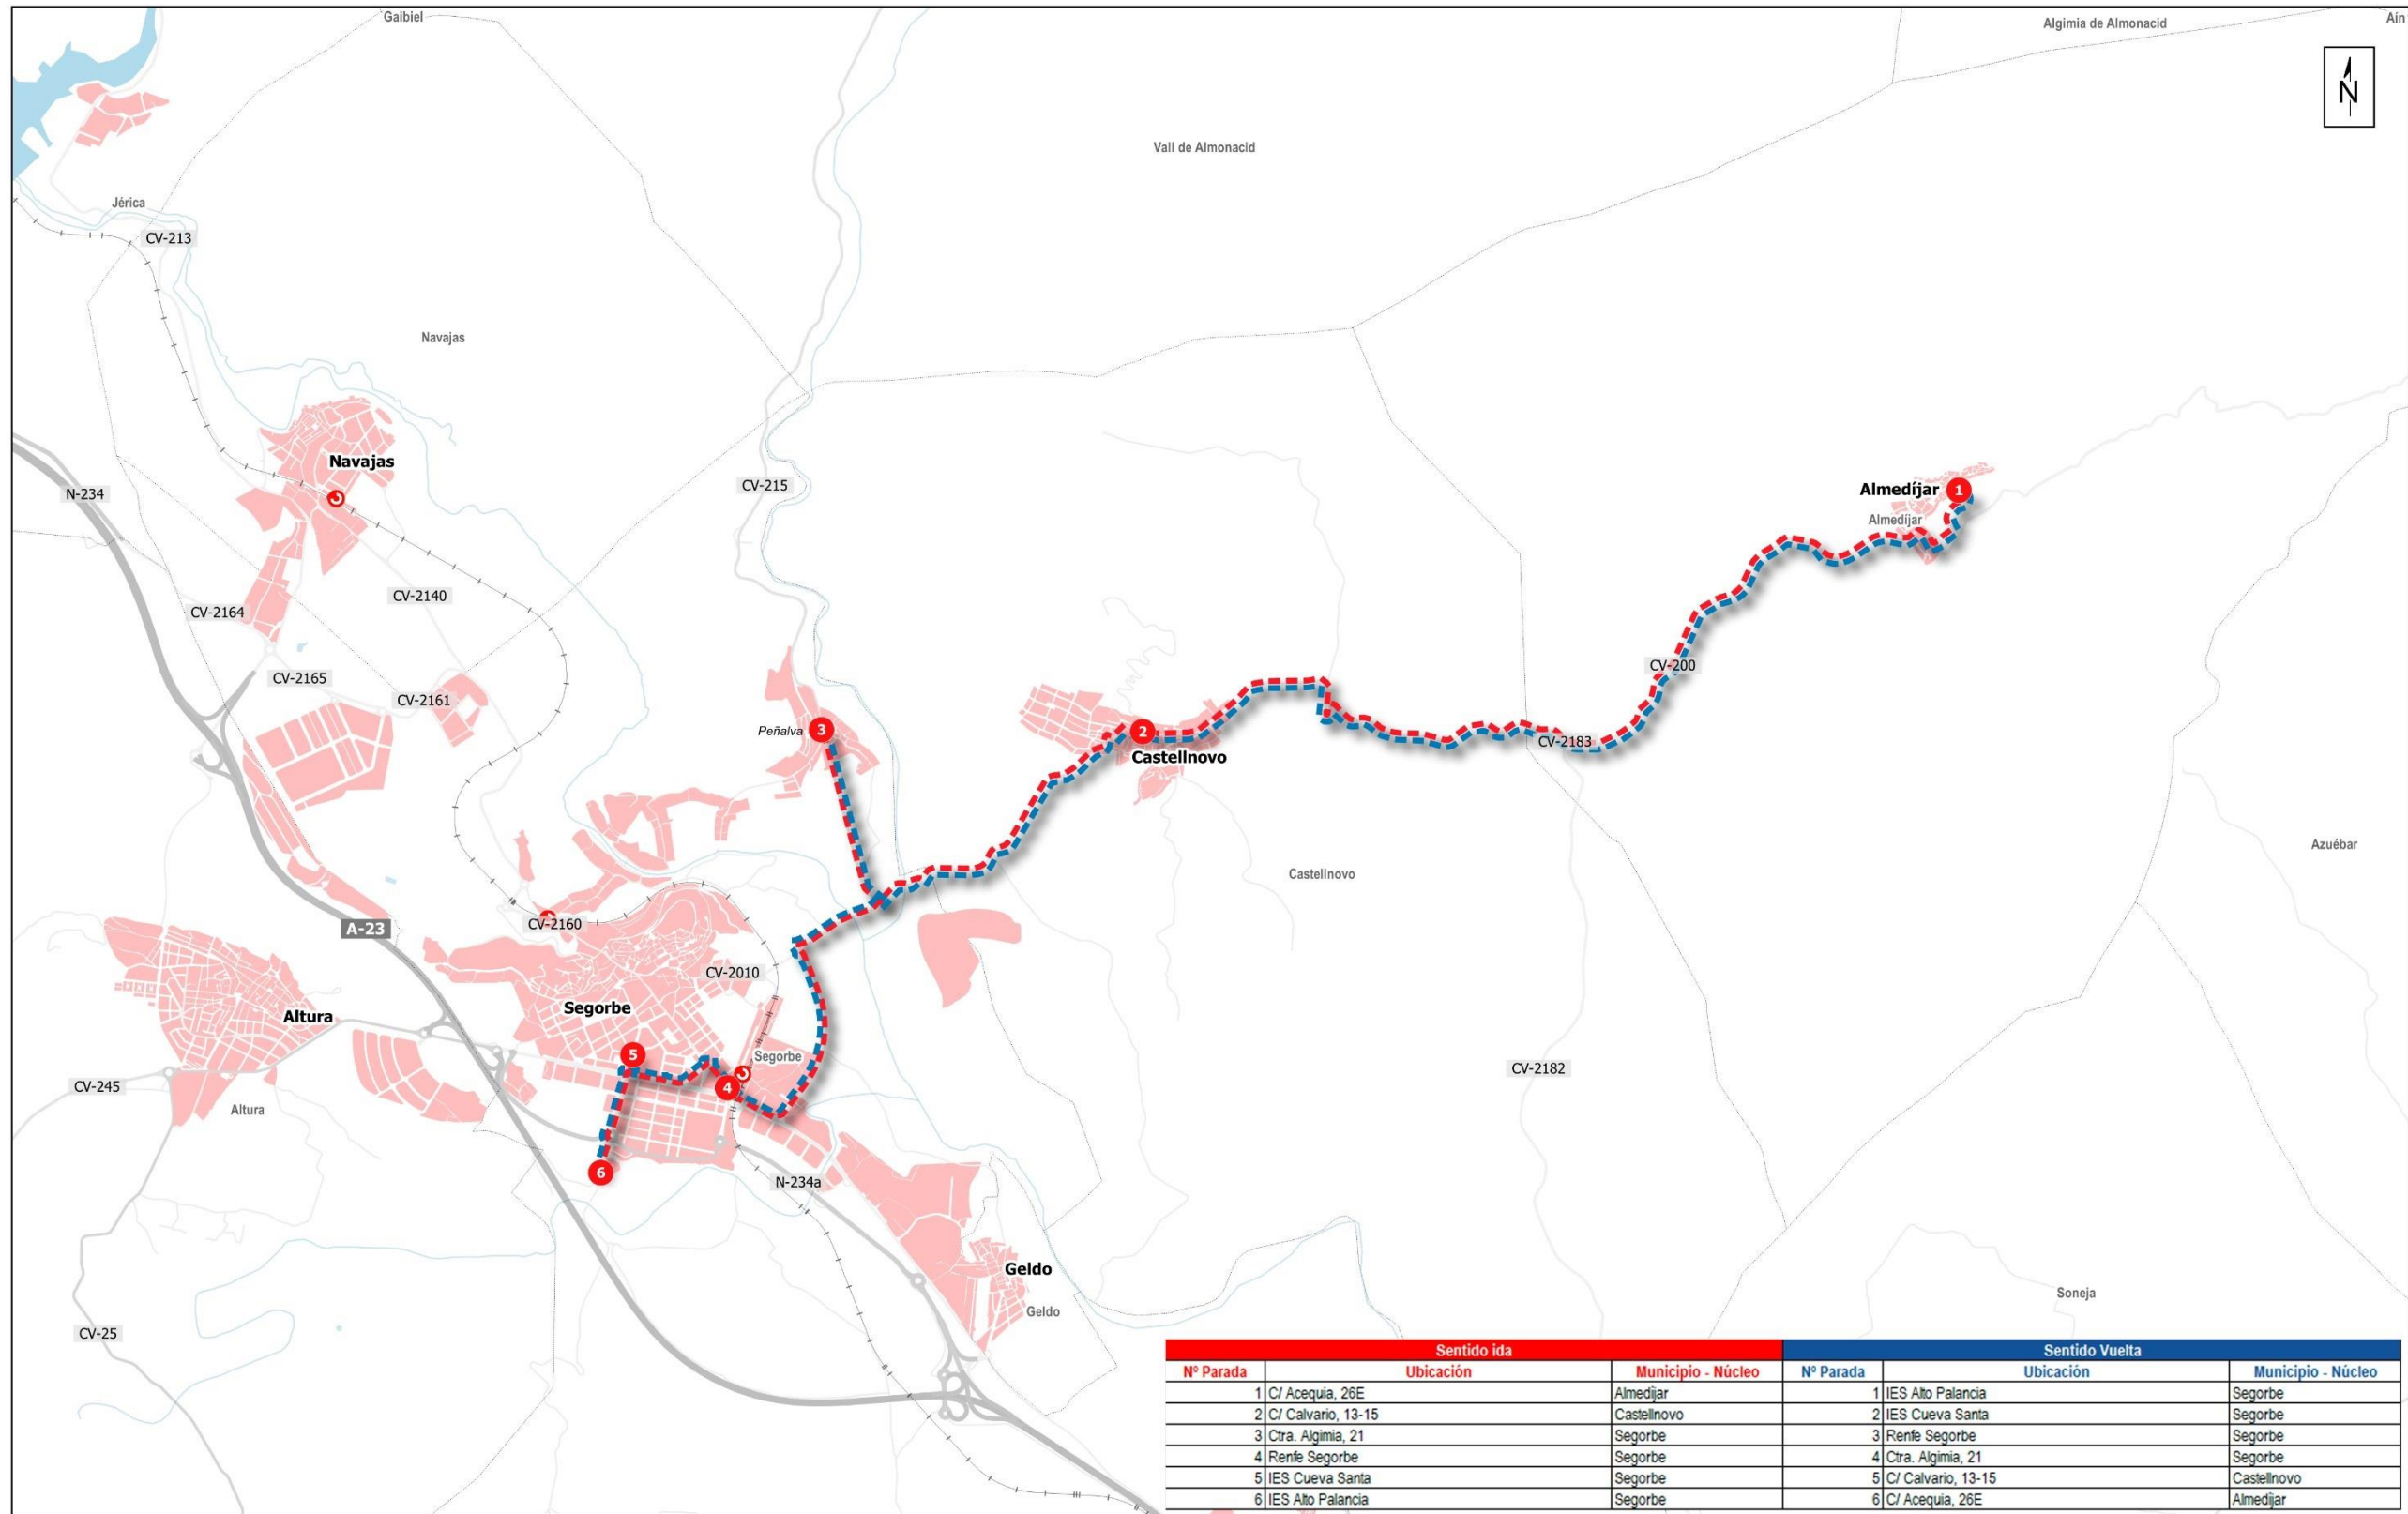 Gaibiel
Algimia de Almonacid
Aín
N
Vall de Almonacid
Jérica
CV-213
Navajas
Navajas
N-234
CV-215
Almedíjar
1
Almedíjar
CV-2140
CV-2164
CV-200
CV-2165
CV-2161
Peñalva
3
2
Castellnovo
CV-2183
Azuébar
Castellnovo
CV-2160
A-23
CV-2010
Segorbe
Altura
5
Segorbe
CV-2182
CV-245
4
Altura
6
N-234a
Geldo
Geldo
Soneja
CV-25
Sentido ida Sentido Vuelta
Nº Parada Ubicación Municipio - Núcleo Nº Parada Ubicación Municipio - Núcleo
1 C/ Acequia, 26E Almedíjar 1 IES Alto Palancia Segorbe
2 C/ Calvario, 13-15 Castellnovo 2 IES Cueva Santa Segorbe
3 Ctra. Algimia, 21 Segorbe 3 Renfe Segorbe Segorbe
4 Renfe Segorbe Segorbe 4 Ctra. Algimia, 21 Segorbe
5 IES Cueva Santa Segorbe 5 C/ Calvario, 13-15 Castellnovo
6 IES Alto Palancia Segorbe 6 C/ Acequia, 26E Almedíjar